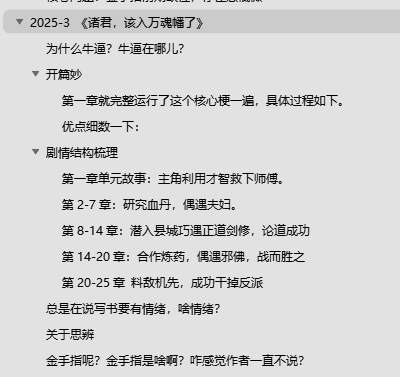 2025-3 《诸君，该入万魂幡了》
为什么牛逼？牛逼在哪儿？
开篇妙
第一章就完整运行了这个核心梗一遍，具体过程如下。
优点细数一下：
剧情结构梳理
第一章单元故事：主角利用才智救下师傅。
第 2-7 章：研究血丹，偶遇夫妇。
第 8-14 章：潜入县城巧遇正道剑修，论道成功
第 14-20 章：合作炼药，偶遇邪佛，战而胜之
第 20-25 章 料敌机先，成功干掉反派
总是在说写书要有情绪，啥情绪？
关于思辨
金手指呢？金手指是啥啊？咋感觉作者一直不说？